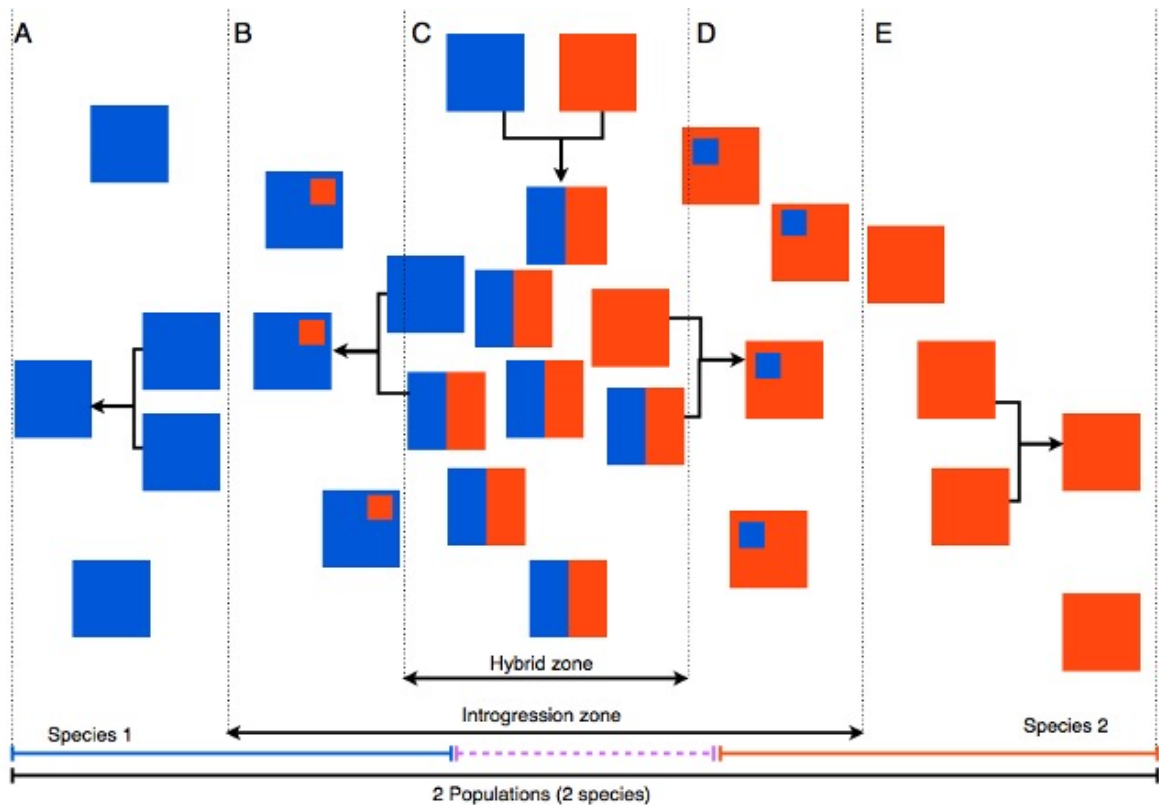 A
B
C
D
E
Hybrid zone
Introgression zone
Species 1
Species 2
2 Populations (2 species)